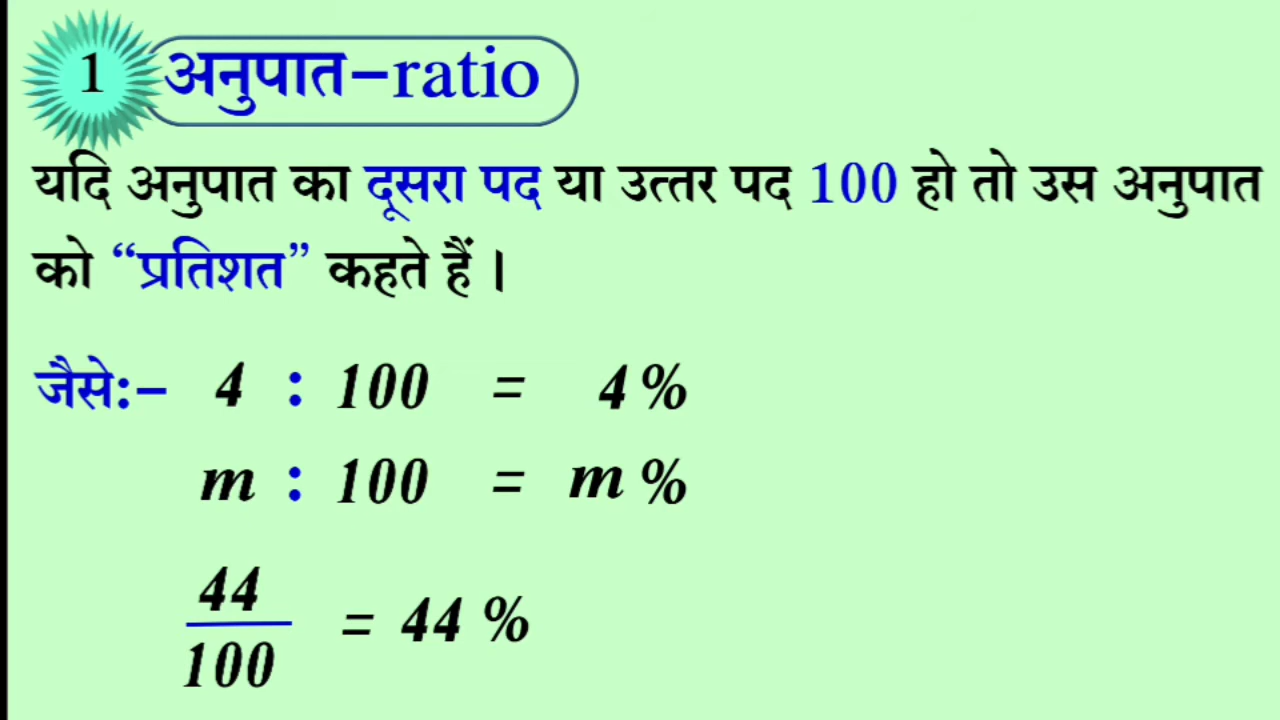 1 अनुपात-ratio
यदि अनुपात का दूसरा पद या उत्तर पद 100 हो तो उस अनुपात
को “प्रतिशत” कहते हैं ।
जैसे:- 4 : 100 = 4%
m : 100 = m %
44
100
= 44 %